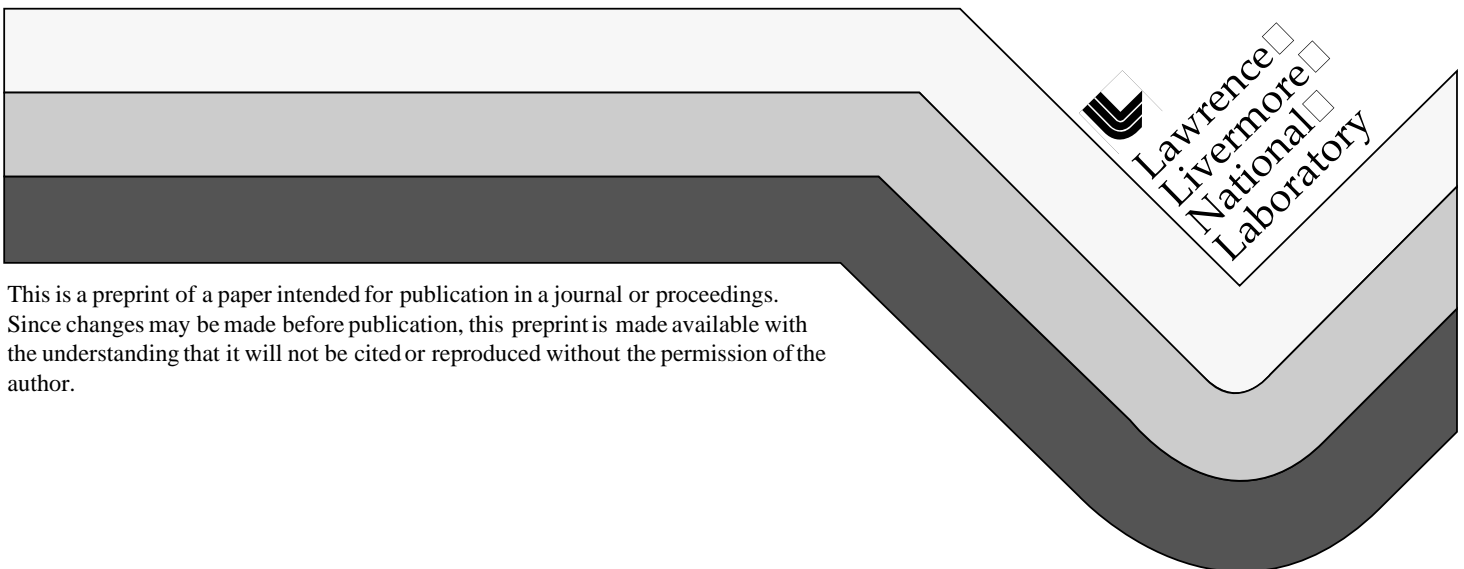 Lawrence
Livermore
National
Laboratory
This is a preprint of a paper intended for publication in a journal or proceedings.
Since changes may be made before publication, this preprint is made available with
the understanding that it will not be cited or reproduced without the permission of the
author.